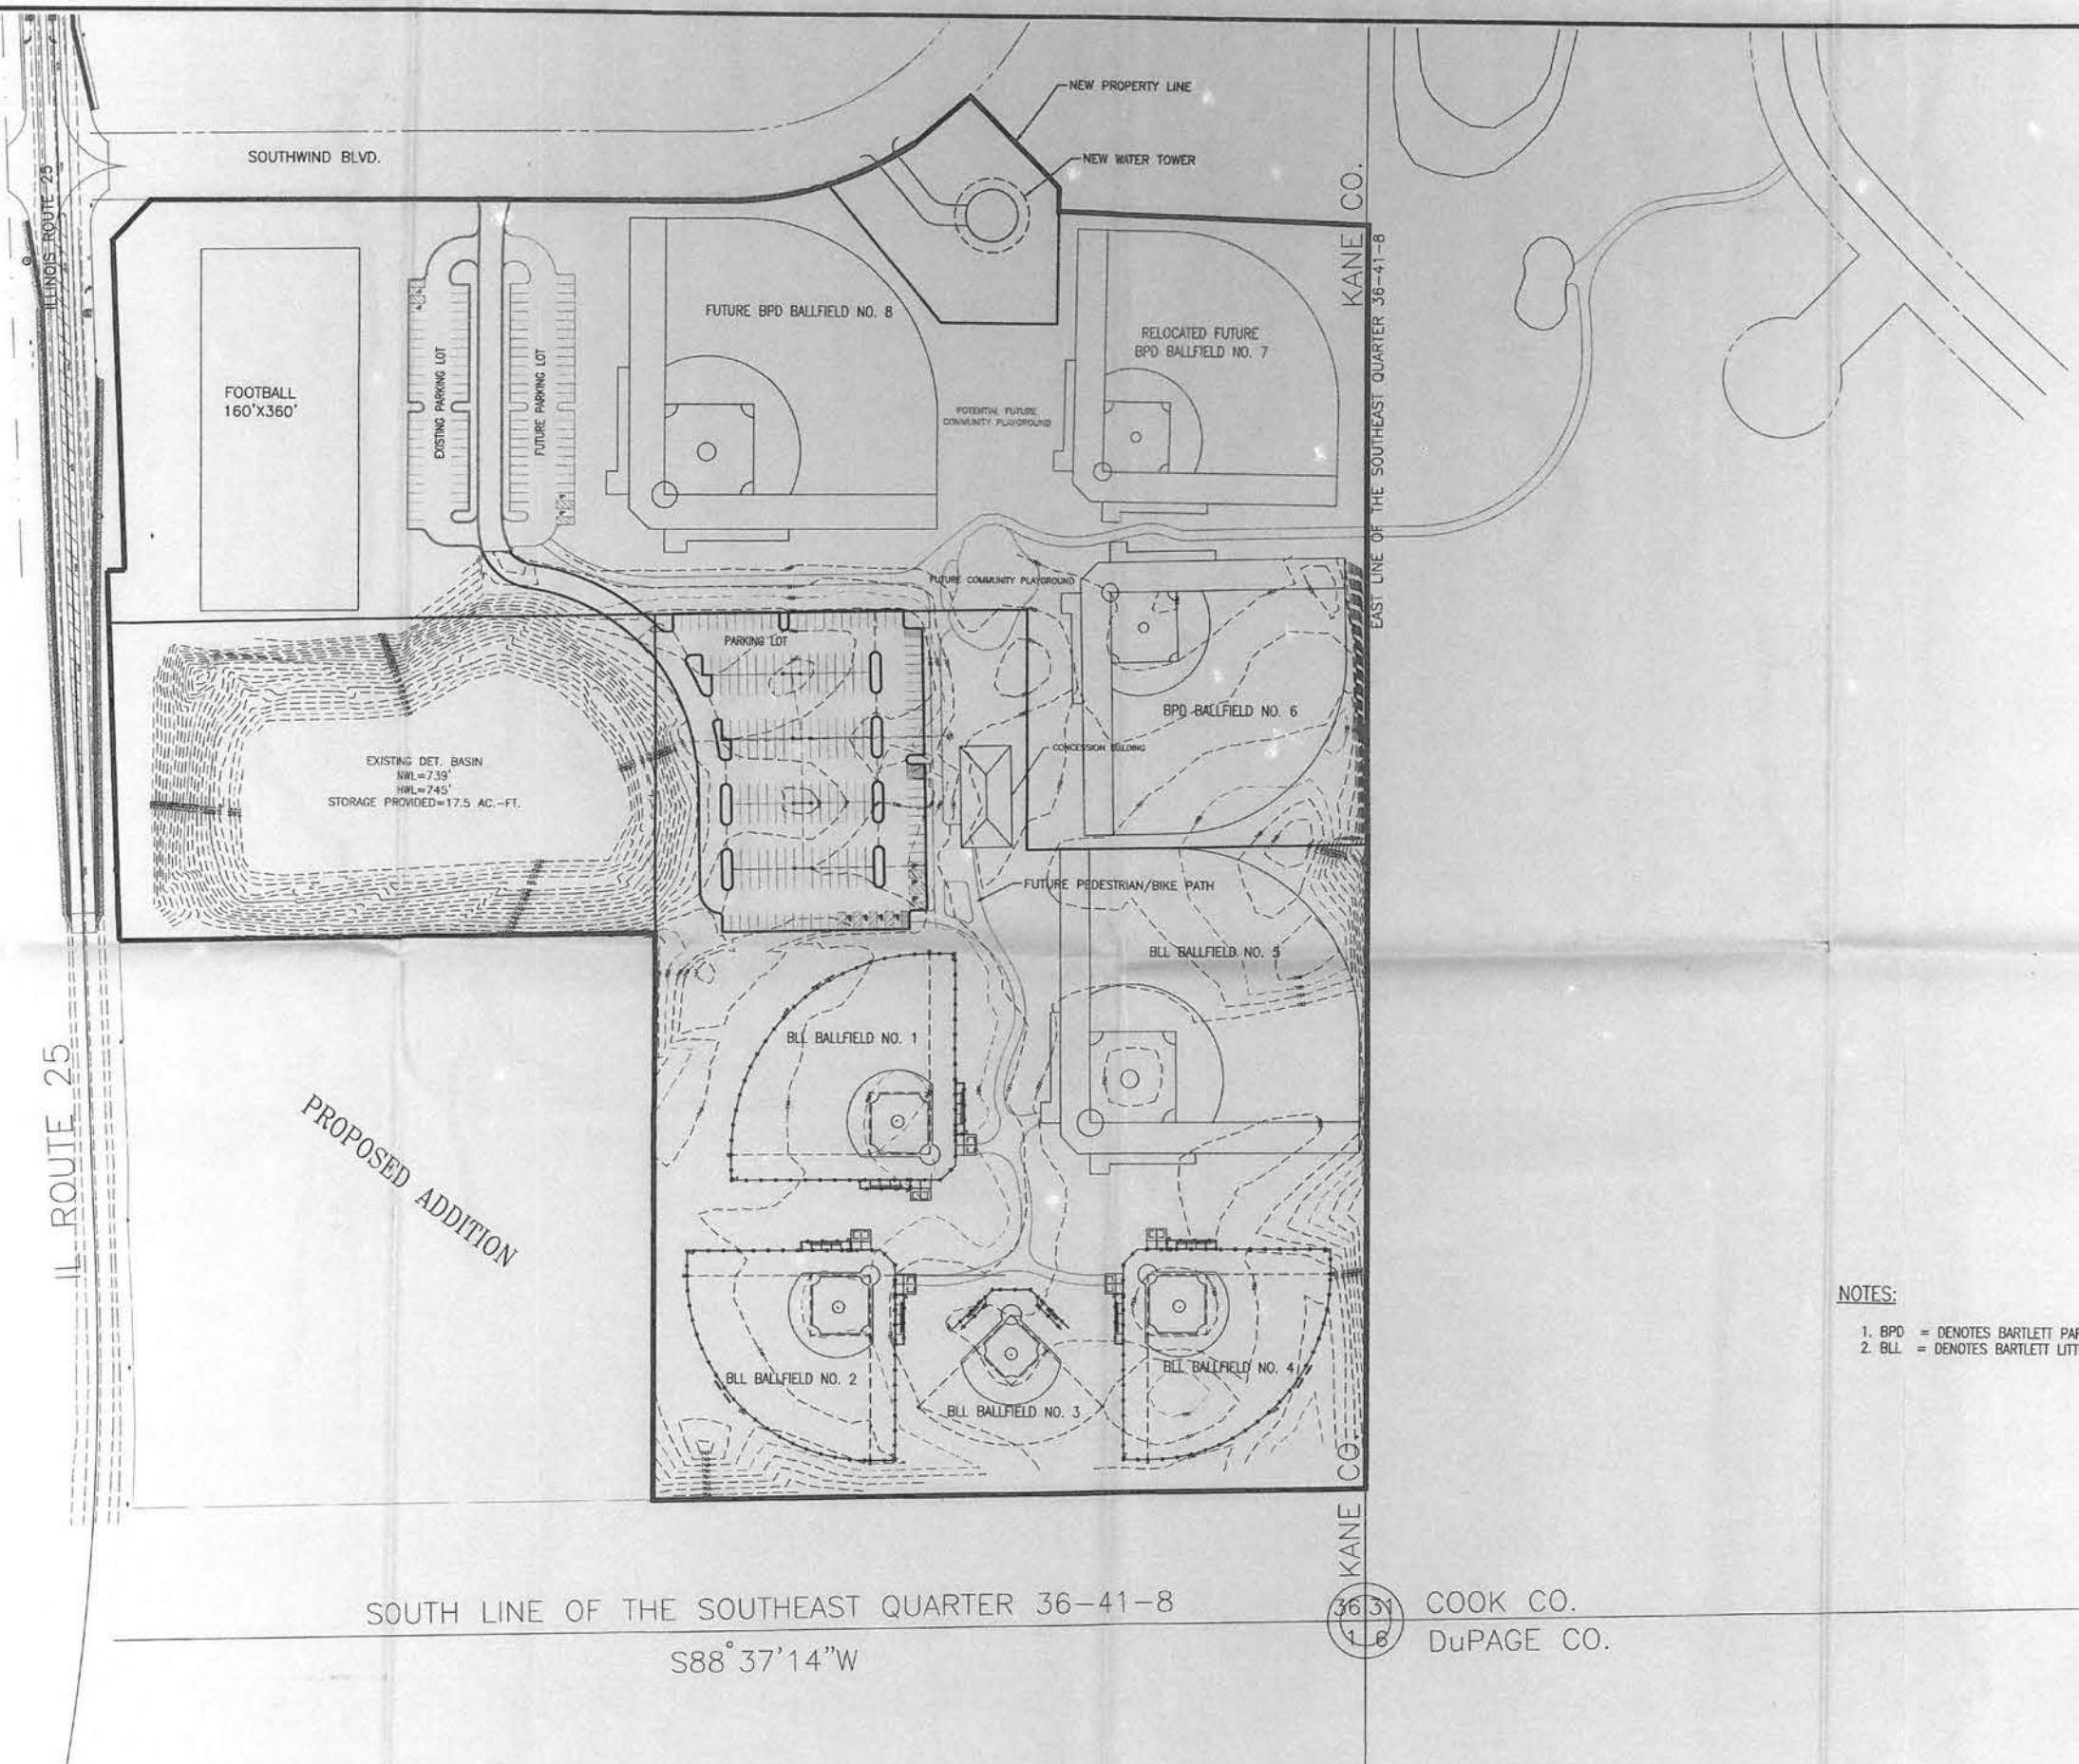 NEW PROPERTY LINE
SOUTHWIND BLVD.
NEW WATER TOWER
ILLINOIS ROUTE 25
KANE CO.
EAST LINE OF THE SOUTHEAST QUARTER 36-41-8
FUTURE BPD BALLFIELD NO. 8
RELOCATED FUTURE
BPD BALLFIELD NO. 7
FOOTBALL
160'X360'
EXISTING PARKING LOT
FUTURE PARKING LOT
POTENTIAL FUTURE
COMMUNITY PLAYGROUND
FUTURE COMMUNITY PLAYGROUND
PARKING LOT
BPD BALLFIELD NO. 6
CONCESSION BUILDING
EXISTING DET. BASIN
NWL=739'
HWL=745'
STORAGE PROVIDED=17.5 AC.-FT.
FUTURE PEDESTRIAN/BIKE PATH
BLL BALLFIELD NO. 5
BLL BALLFIELD NO. 1
IL ROUTE 25
PROPOSED ADDITION
NOTES:
1. BPD = DENOTES BARTLETT PAR
2. BLL = DENOTES BARTLETT LITT
BLL BALLFIELD NO. 2
BLL BALLFIELD NO. 3
BLL BALLFIELD NO. 4
KANE CO.
SOUTH LINE OF THE SOUTHEAST QUARTER 36-41-8
36 31
1 6
COOK CO.
DuPAGE CO.
S88°37'14"W